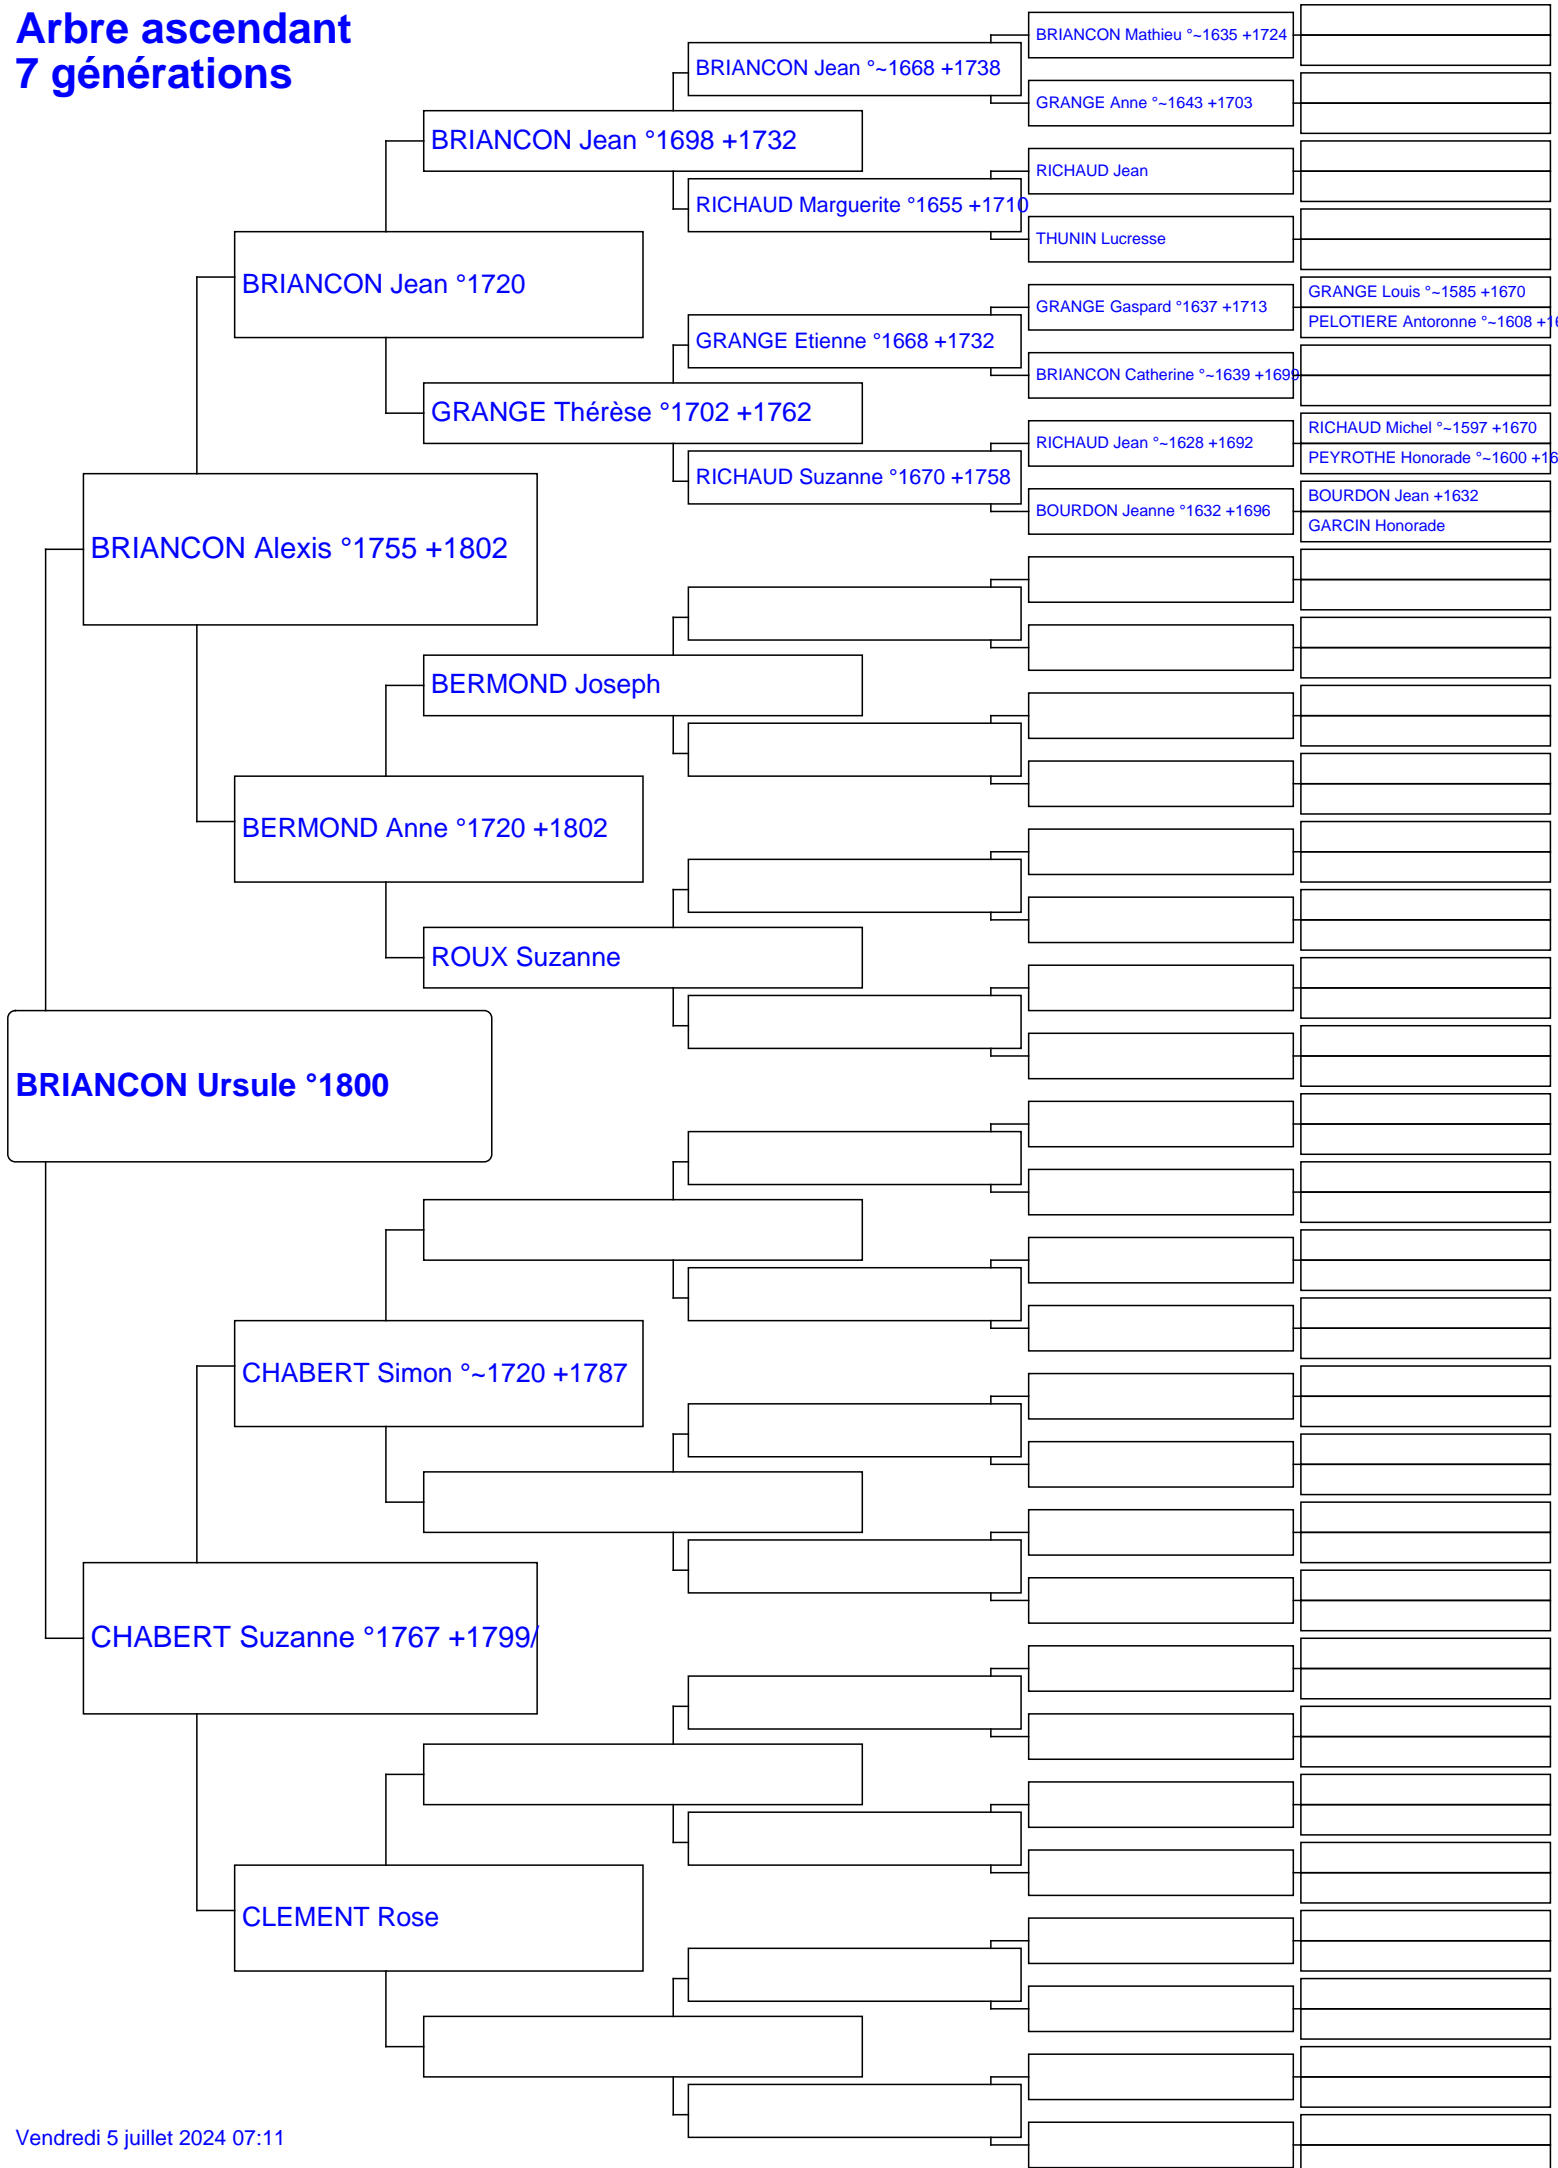 Arbre ascendant
7 générations
BRIANCON Mathieu °~1635 +1724
BRIANCON Jean °~1668 +1738
GRANGE Anne °~1643 +1703
BRIANCON Jean °1698 +1732
RICHAUD Jean
RICHAUD Marguerite °1655 +1710
THUNIN Lucresse
BRIANCON Jean °1720
GRANGE Louis °~1585 +1670
GRANGE Gaspard °1637 +1713
PELOTIERE Antoronne °~1608 +1
GRANGE Etienne °1668 +1732
BRIANCON Catherine °~1639 +1699
GRANGE Thérèse °1702 +1762
RICHAUD Michel °~1597 +1670
RICHAUD Jean °~1628 +1692
PEYROTHE Honorade °~1600 +16
RICHAUD Suzanne °1670 +1758
BOURDON Jean +1632
BOURDON Jeanne °1632 +1696
GARCIN Honorade
BRIANCON Alexis °1755 +1802
BERMOND Joseph
BERMOND Anne °1720 +1802
ROUX Suzanne
BRIANCON Ursule °1800
CHABERT Simon °~1720 +1787
CHABERT Suzanne °1767 +1799/
CLEMENT Rose
Vendredi 5 juillet 2024 07:11